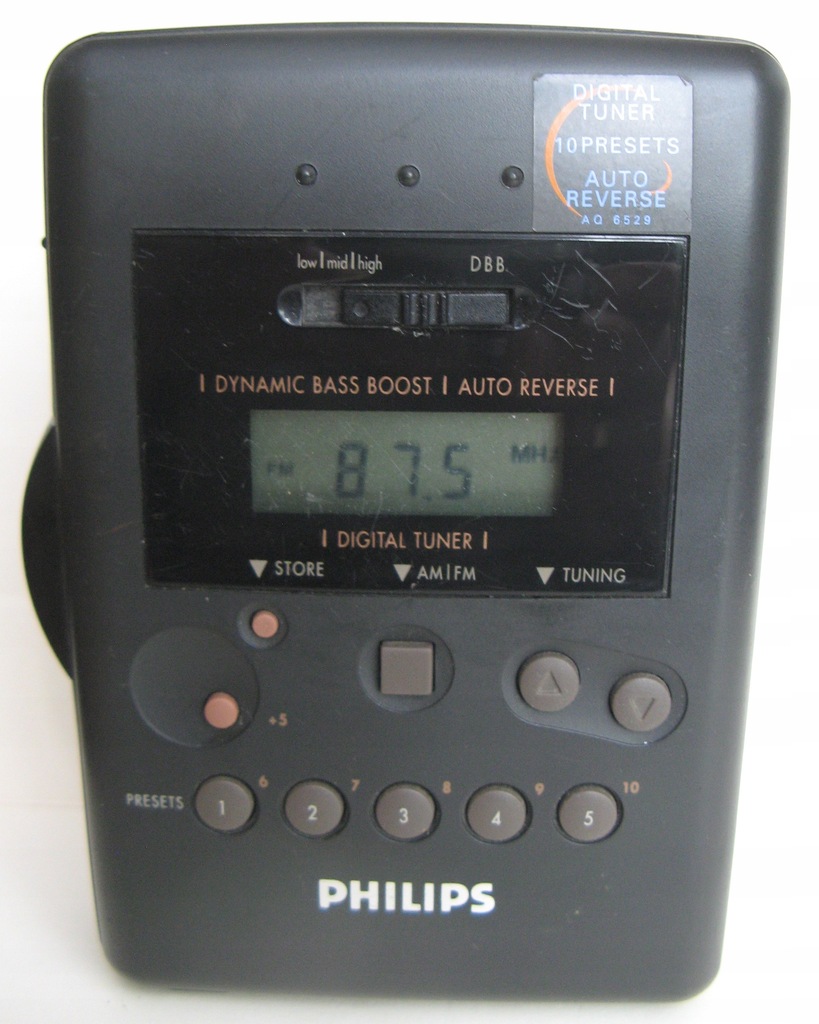 DIGITAL
TUNER
10 PRESETS
AUTO
REVERSE
AQ 6529
low | mid | high DBB
| DYNAMIC BASS BOOST | AUTO REVERSE |
FM 87.5 MHz
| DIGITAL TUNER |
▼ STORE ▼ AM|FM ▼ TUNING
+5
6 7 8 9 10
PRESETS 1 2 3 4 5
PHILIPS